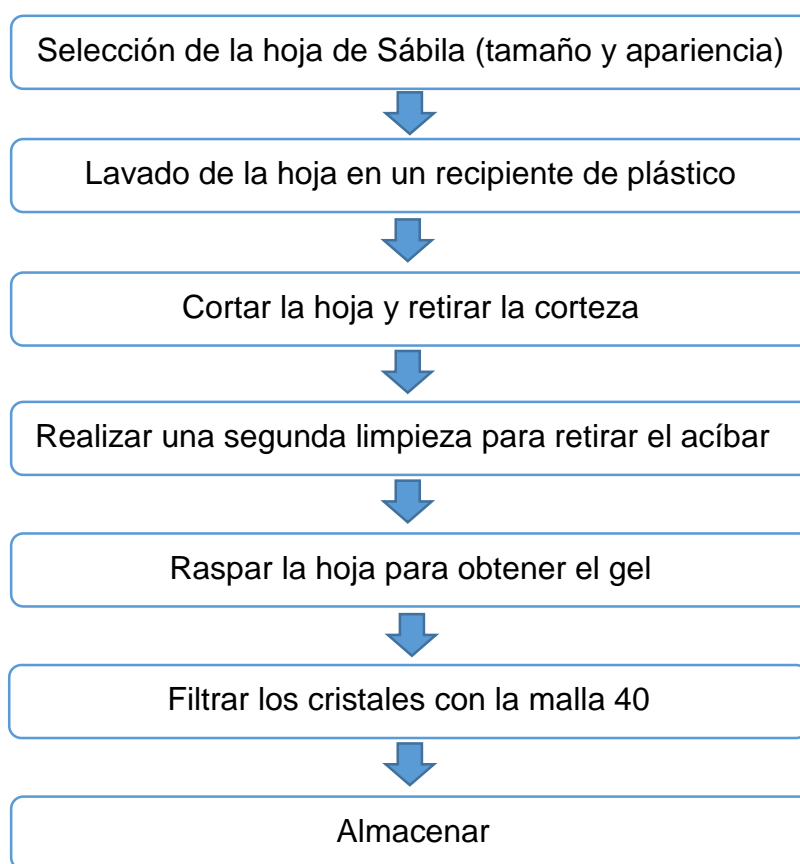 Selección de la hoja de Sábila (tamaño y apariencia)
Lavado de la hoja en un recipiente de plástico
Cortar la hoja y retirar la corteza
Realizar una segunda limpieza para retirar el acíbar
Raspar la hoja para obtener el gel
Filtrar los cristales con la malla 40
Almacenar